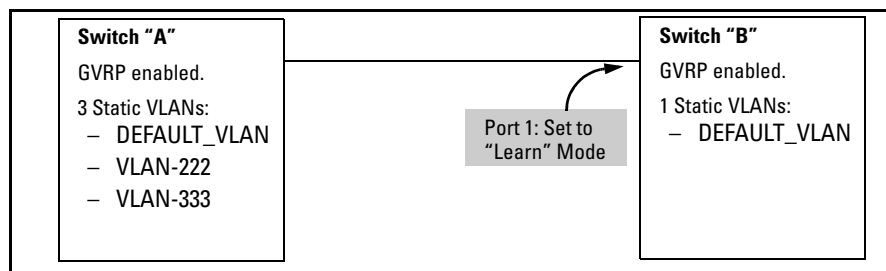 Switch “A”
GVRP enabled.
3 Static VLANs:
– DEFAULT_VLAN
– VLAN-222
– VLAN-333
Port 1: Set to
“Learn” Mode
Switch “B”
GVRP enabled.
1 Static VLANs:
– DEFAULT_VLAN